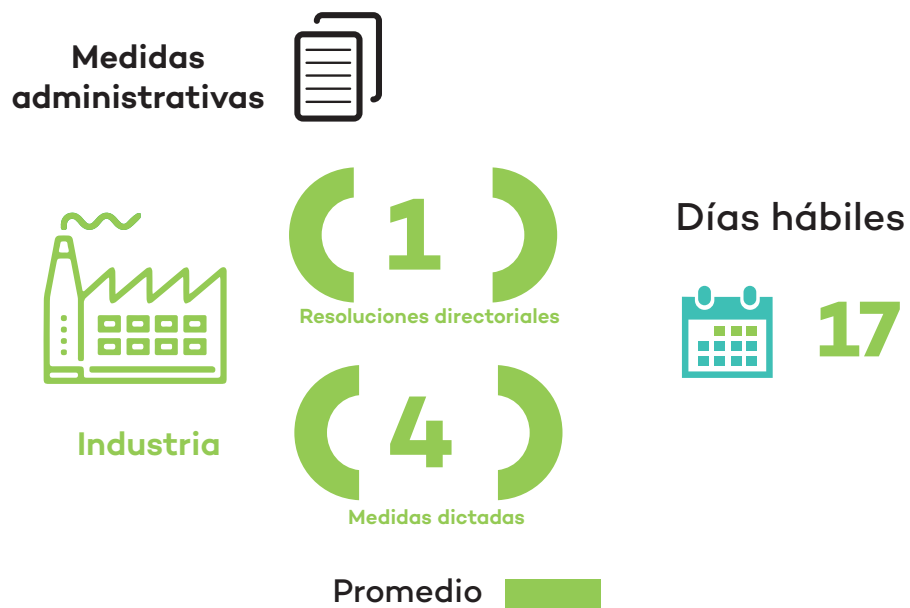 Medidas
administrativas
1
Resoluciones directoriales
Industria
4
Medidas dictadas
Días hábiles
17
Promedio